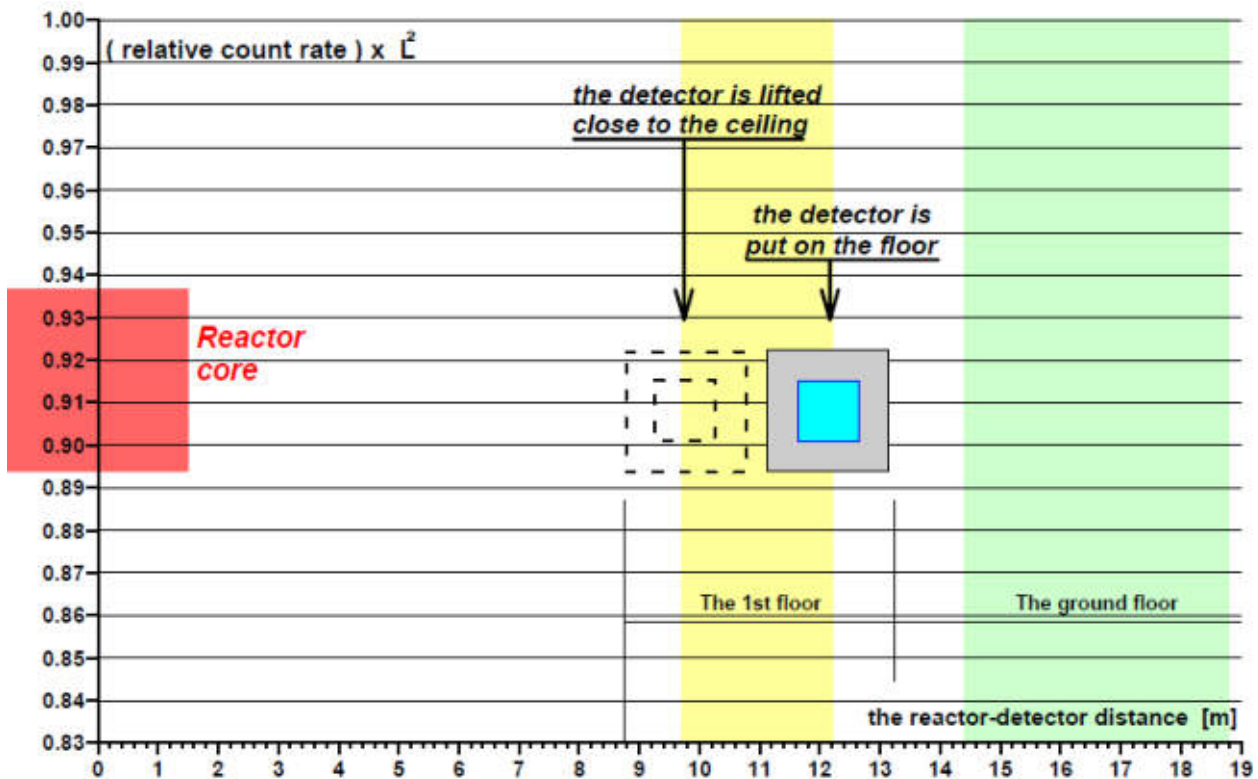 1.00
( relative count rate ) x L²
0.99
0.98
the detector is lifted
close to the ceiling
0.97
0.96
0.95
the detector is
put on the floor
0.94
0.93
Reactor
core
0.92
0.91
0.90
0.89
0.88
0.87
The 1st floor
The ground floor
0.86
0.85
0.84
the reactor-detector distance [m]
0.83
0 1 2 3 4 5 6 7 8 9 10 11 12 13 14 15 16 17 18 19